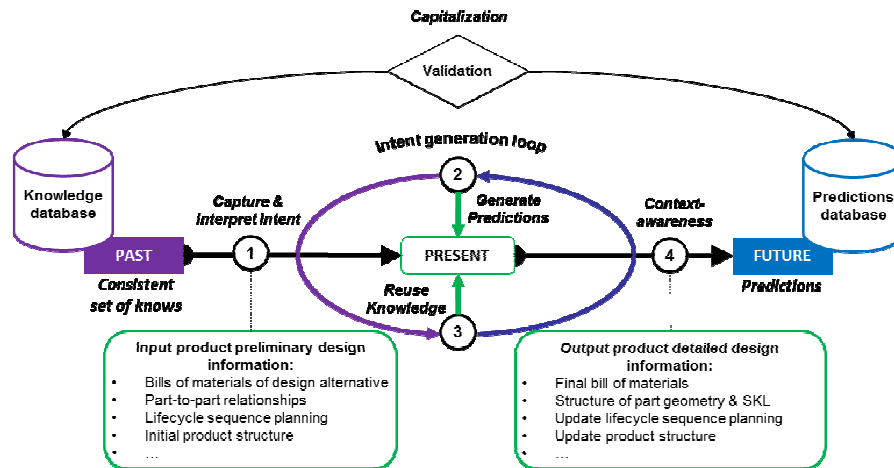 Capitalization
Validation
Intent generation loop
Knowledge
database
Predictions
database
Capture &
Interpret Intent
2
Generate
Predictions
Context-
awareness
PAST
1
PRESENT
4
FUTURE
Consistent
set of knows
Reuse
Knowledge
Predictions
3
Input product preliminary design
information:
• Bills of materials of design alternative
• Part-to-part relationships
• Lifecycle sequence planning
• Initial product structure
• ...
Output product detailed design
information:
• Final bill of materials
• Structure of part geometry & SKL
• Update lifecycle sequence planning
• Update product structure
• ...